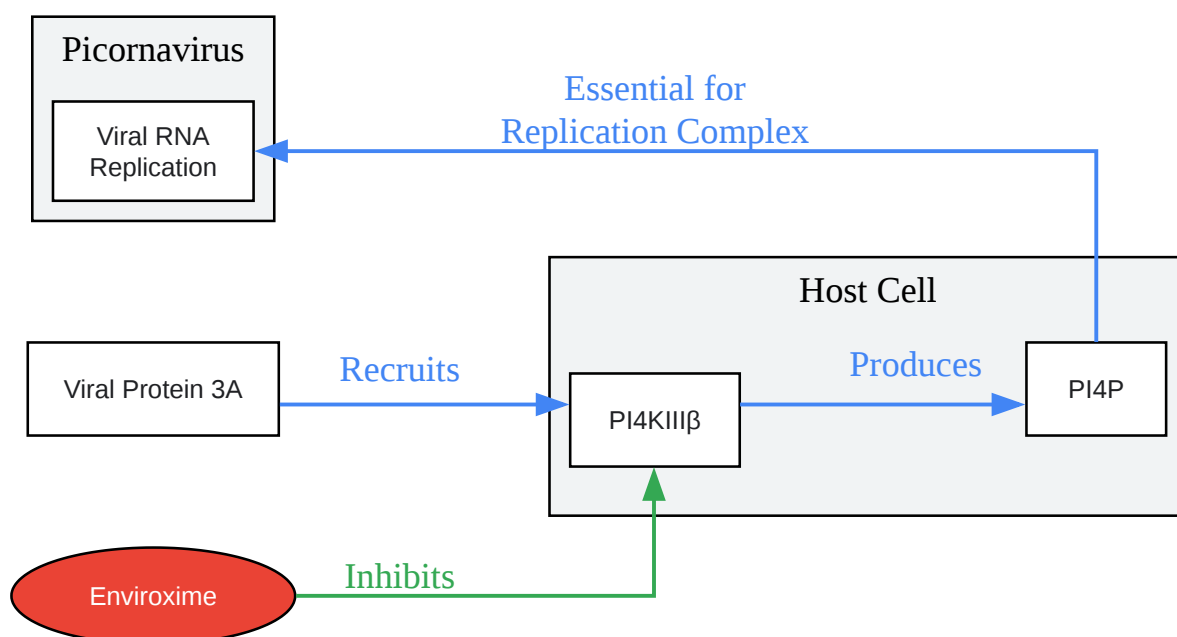 Picornavirus
Viral RNA
Replication
Essential for
Replication Complex
Host Cell
Viral Protein 3A
Recruits
PI4KIIIβ
Produces
PI4P
Enviroxime
Inhibits